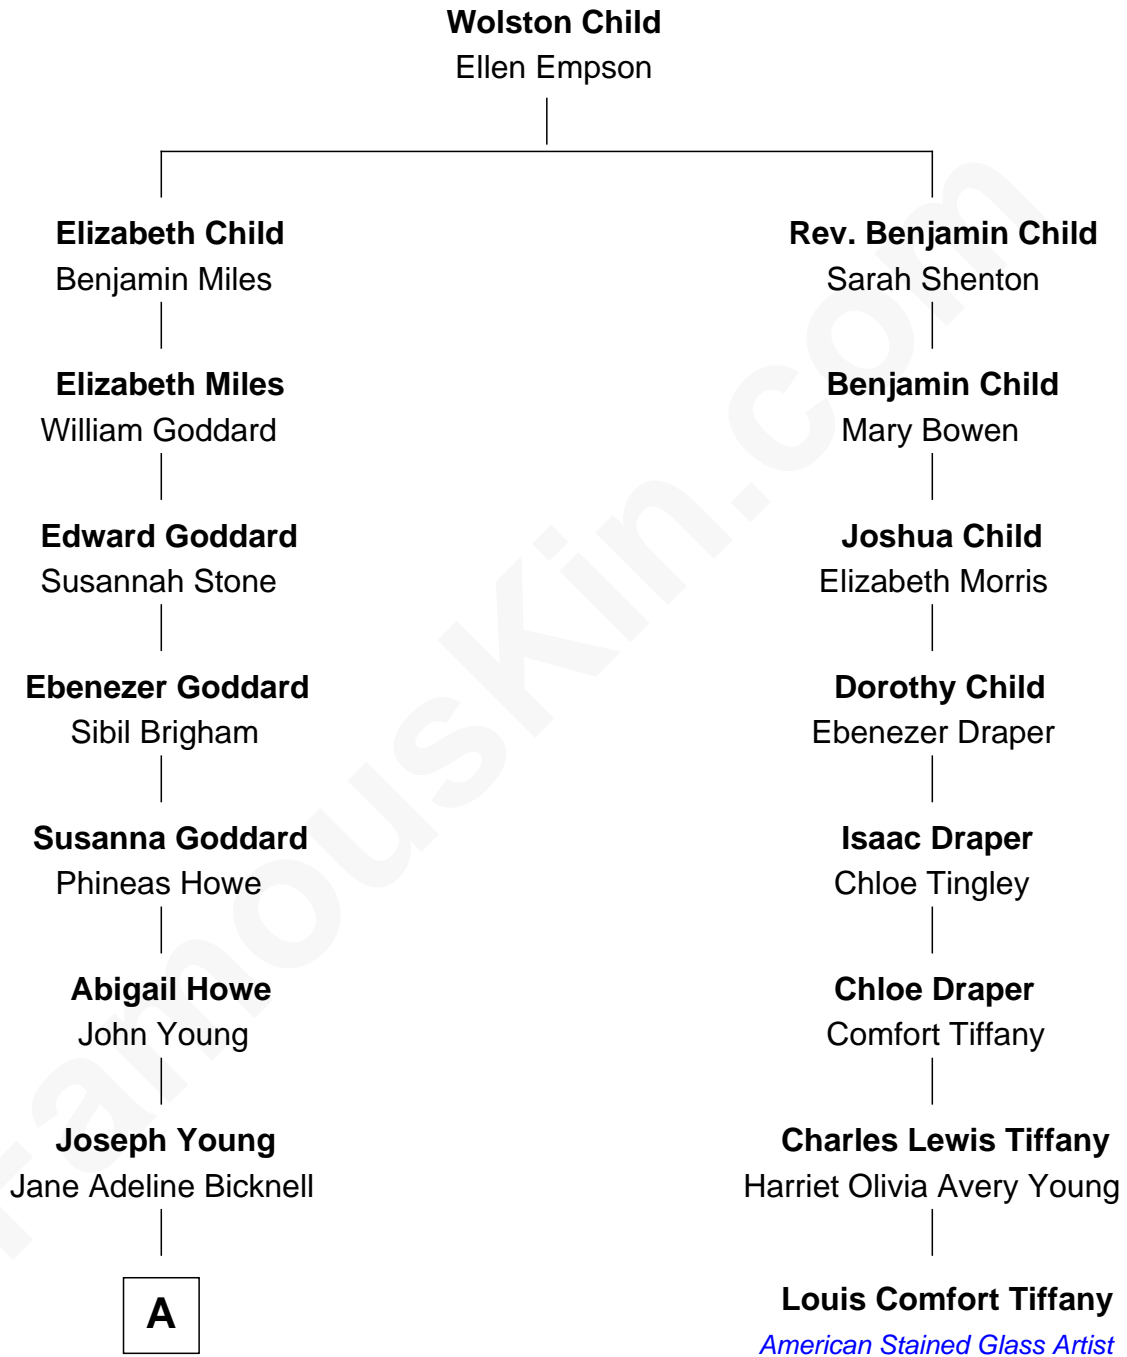 Wolston Child
Ellen Empson
Elizabeth Child
Benjamin Miles
Rev. Benjamin Child
Sarah Shenton
Elizabeth Miles
William Goddard
Benjamin Child
Mary Bowen
Edward Goddard
Susannah Stone
Joshua Child
Elizabeth Morris
Ebenezer Goddard
Sibil Brigham
Dorothy Child
Ebenezer Draper
Susanna Goddard
Phineas Howe
Isaac Draper
Chloe Tingley
Abigail Howe
John Young
Chloe Draper
Comfort Tiffany
Joseph Young
Jane Adeline Bicknell
Charles Lewis Tiffany
Harriet Olivia Avery Young
A
Louis Comfort Tiffany
American Stained Glass Artist
FamousKin.com